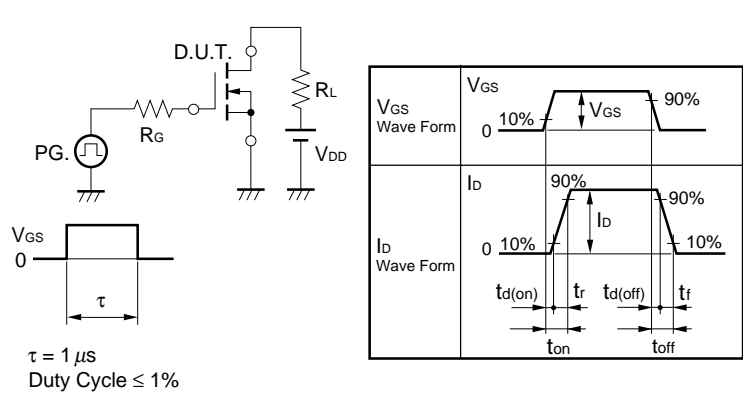 D.U.T.
RL
RG
PG.
VDD
VGS
0
τ
τ = 1 μs
Duty Cycle ≤ 1%
VGS
Wave Form
VGS
10%
0
VGS
90%
ID
Wave Form
ID
90%
90%
ID
0 10%
10%
td(on) tr td(off) tf
ton toff